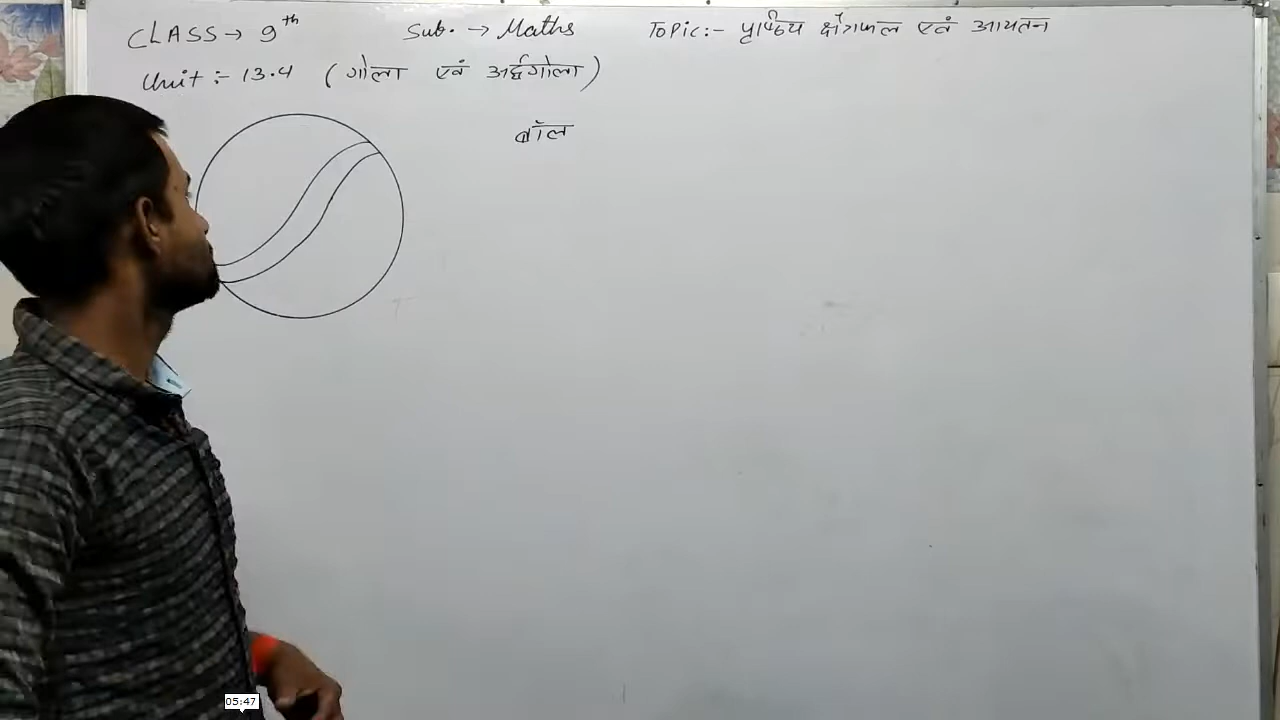 CLASS → 9th Sub. → Maths Topic:- पृष्ठिय क्षेत्रफल एवं आयतन
Unit :- 13.4 (गोला एवं अर्द्धगोला)
बॉल
05:47